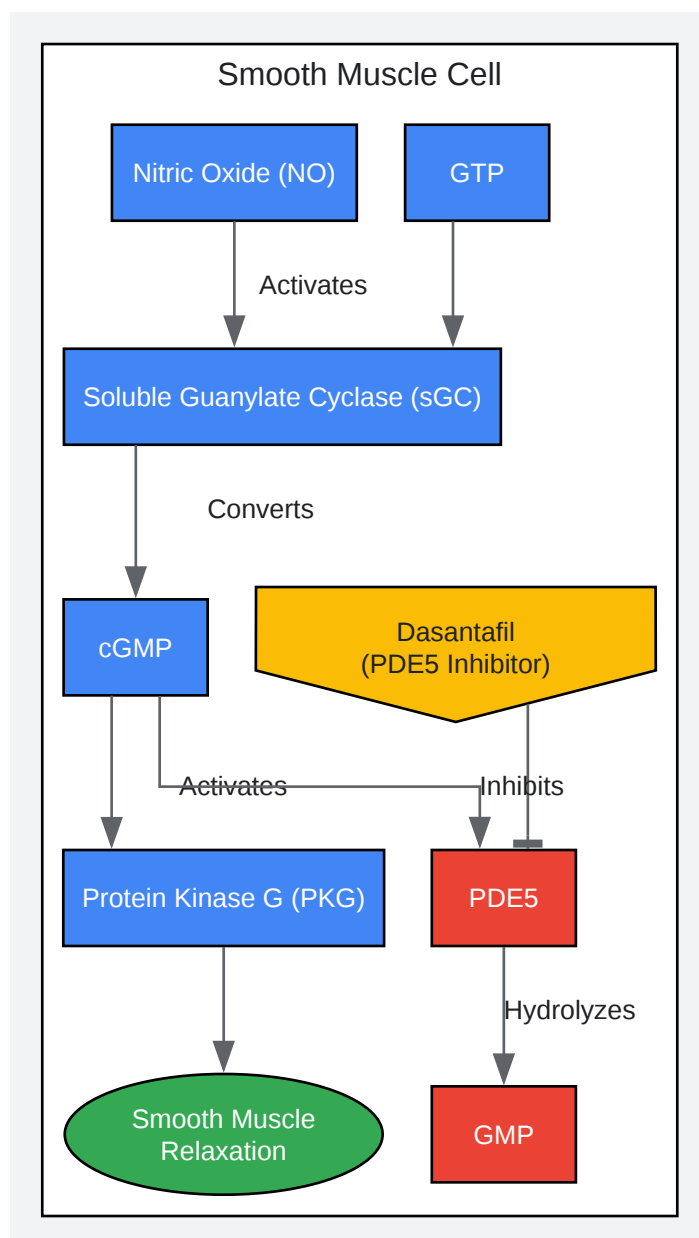 Smooth Muscle Cell
Nitric Oxide (NO)
GTP
Activates
Soluble Guanylate Cyclase (sGC)
Converts
cGMP
Dasantafil
(PDE5 Inhibitor)
Activates
Inhibits
Protein Kinase G (PKG)
PDE5
Hydrolyzes
Smooth Muscle
Relaxation
GMP